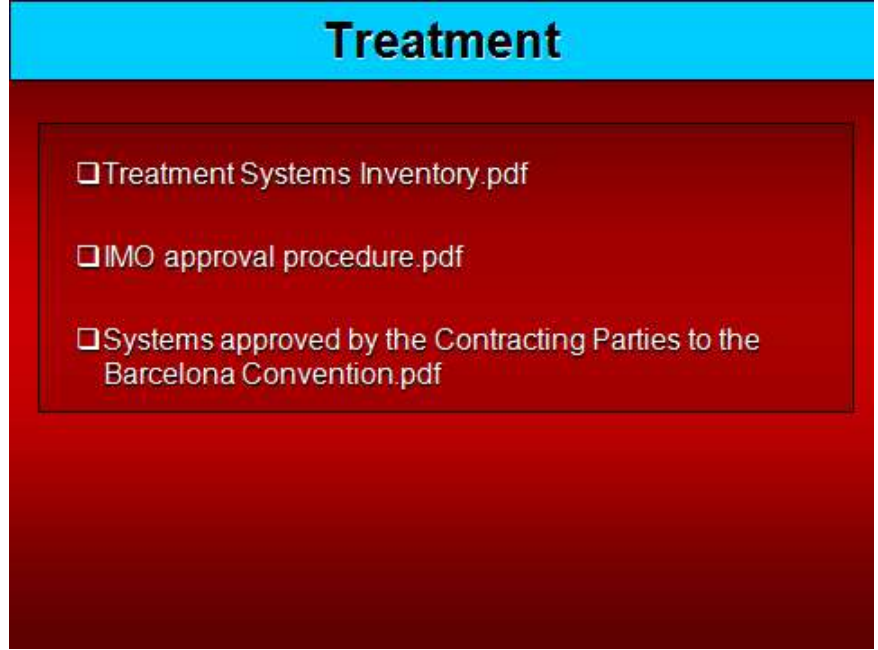 Treatment
❑Treatment Systems Inventory.pdf
❑IMO approval procedure.pdf
❑Systems approved by the Contracting Parties to the
Barcelona Convention.pdf